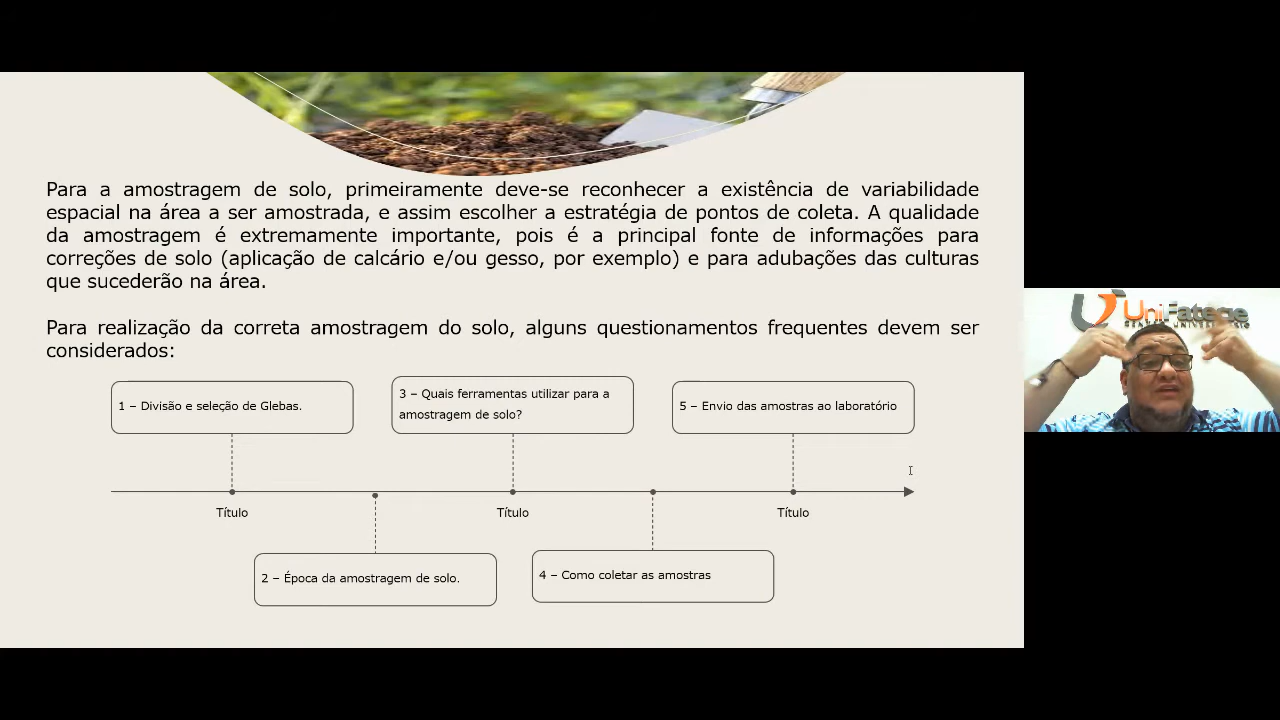 Para a amostragem de solo, primeiramente deve-se reconhecer a existência de variabilidade
espacial na área a ser amostrada, e assim escolher a estratégia de pontos de coleta. A qualidade
da amostragem é extremamente importante, pois é a principal fonte de informações para
correções de solo (aplicação de calcário e/ou gesso, por exemplo) e para adubações das culturas
que sucederão na área.
Para realização da correta amostragem do solo, alguns questionamentos frequentes devem ser
considerados:
1 – Divisão e seleção de Glebas.
3 – Quais ferramentas utilizar para a
amostragem de solo?
5 – Envio das amostras ao laboratório
Título
Título
Título
2 – Época da amostragem de solo.
4 – Como coletar as amostras
UniFatecie